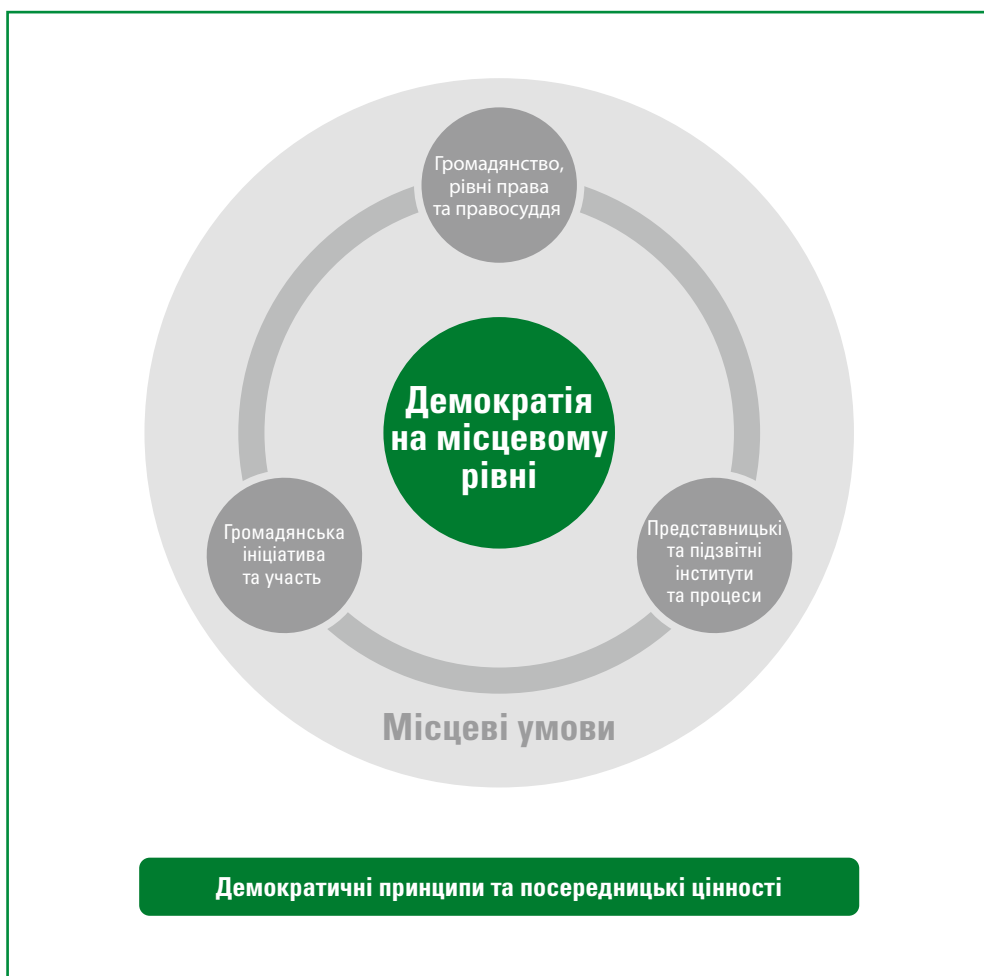 Громадянство,
рівні права
та правосуддя
Демократія
на місцевому
рівні
Громадянська
ініціатива
та участь
Представницькі
та підзвітні
інститути
та процеси
Місцеві умови
Демократичні принципи та посередницькі цінності